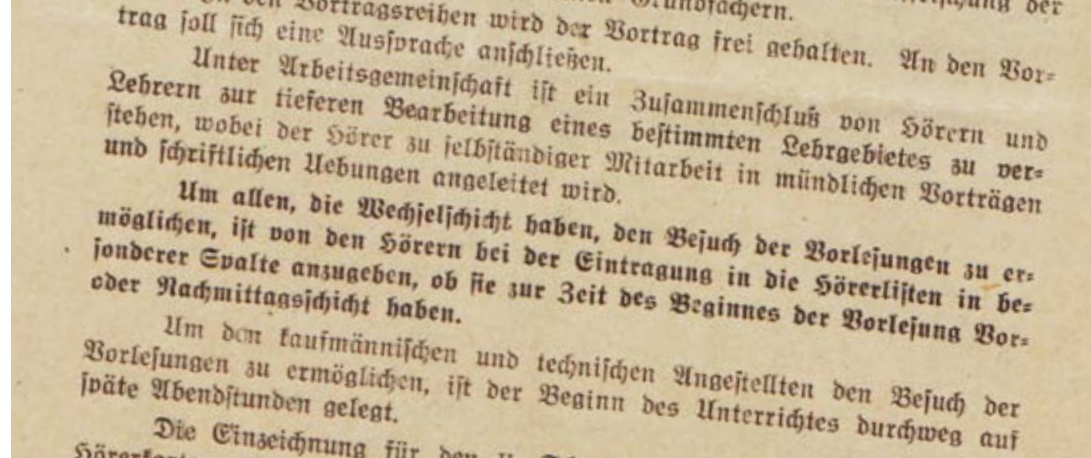 Grundfächern.
den Vortragsreihen wird der Vortrag frei gehalten. An den Vor=
trag ſoll ſich eine Ausſprache anſchließen.
Unter Arbeitsgemeinſchaft iſt ein Zuſammenſchluß von Hörern und
Lehrern zur tieferen Bearbeitung eines beſtimmten Lehrgebietes zu ver=
ſtehen, wobei der Hörer zu ſelbſtändiger Mitarbeit in mündlichen Vorträgen
und ſchriftlichen Uebungen angeleitet wird.
Um allen, die Wechſelſchicht haben, den Beſuch der Vorleſungen zu er=
möglichen, iſt von den Hörern bei der Eintragung in die Hörerliſten in be=
ſonderer Spalte anzugeben, ob ſie zur Zeit des Beginnes der Vorleſung Vor=
oder Nachmittagsſchicht haben.
Um den kaufmänniſchen und techniſchen Angeſtellten den Beſuch der
Vorleſungen zu ermöglichen, iſt der Beginn des Unterrichtes durchweg auf
ſpäte Abendſtunden gelegt.
Die Einzeichnung für den